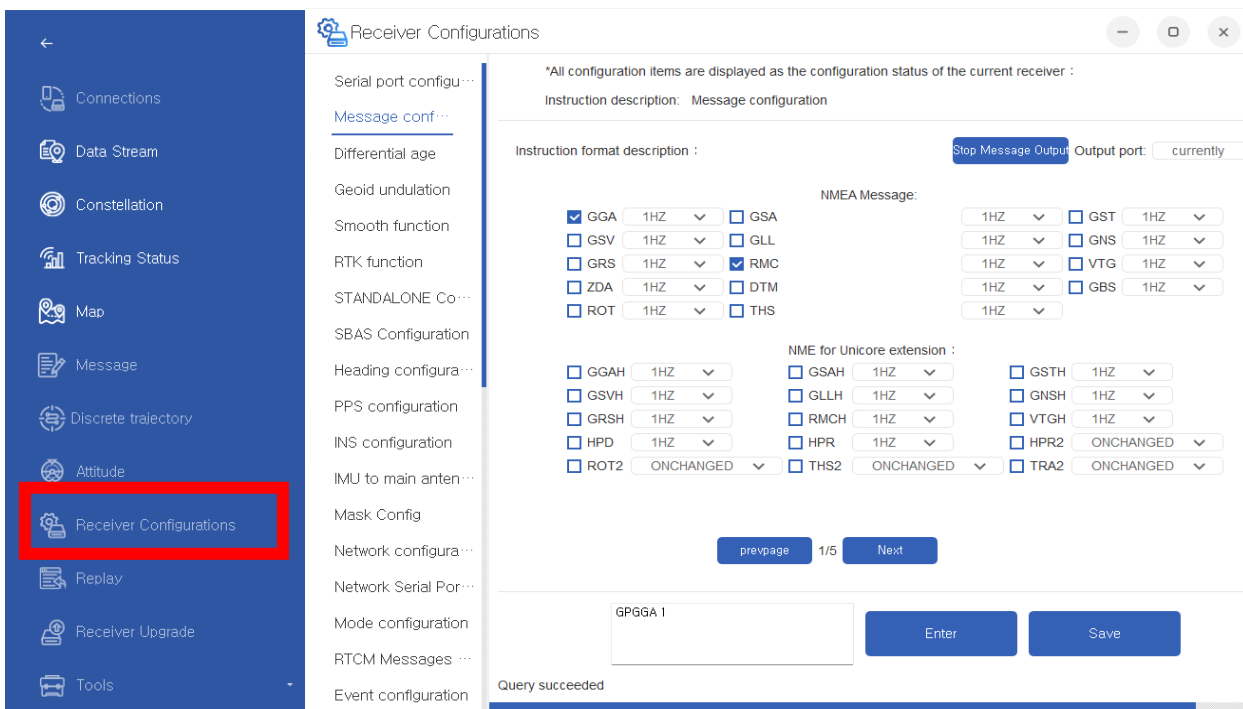 Connections
Data Stream
Constellation
Tracking Status
Map
Message
Discrete trajectory
Attitude
Receiver Configurations
Replay
Receiver Upgrade
Tools
Receiver Configurations
Serial port configu···
Message conf···
Differential age
Geoid undulation
Smooth function
RTK function
STANDALONE Co···
SBAS Configuration
Heading configura···
PPS configuration
INS configuration
IMU to main anten···
Mask Config
Network configura···
Network Serial Por···
Mode configuration
RTCM Messages ···
Event configuration
*All configuration items are displayed as the configuration status of the current receiver：
Instruction description: Message configuration
Instruction format description： Stop Message Output Output port: currently
NMEA Message:
GGA 1HZ GSA 1HZ GST 1HZ
GSV 1HZ GLL 1HZ GNS 1HZ
GRS 1HZ RMC 1HZ VTG 1HZ
ZDA 1HZ DTM 1HZ GBS 1HZ
ROT 1HZ THS 1HZ
NME for Unicore extension：
GGAH 1HZ GSAH 1HZ GSTH 1HZ
GSVH 1HZ GLLH 1HZ GNSH 1HZ
GRSH 1HZ RMCH 1HZ VTGH 1HZ
HPD 1HZ HPR 1HZ HPR2 ONCHANGED
ROT2 ONCHANGED THS2 ONCHANGED TRA2 ONCHANGED
prevpage 1/5 Next
GPGGA 1
Enter Save
Query succeeded